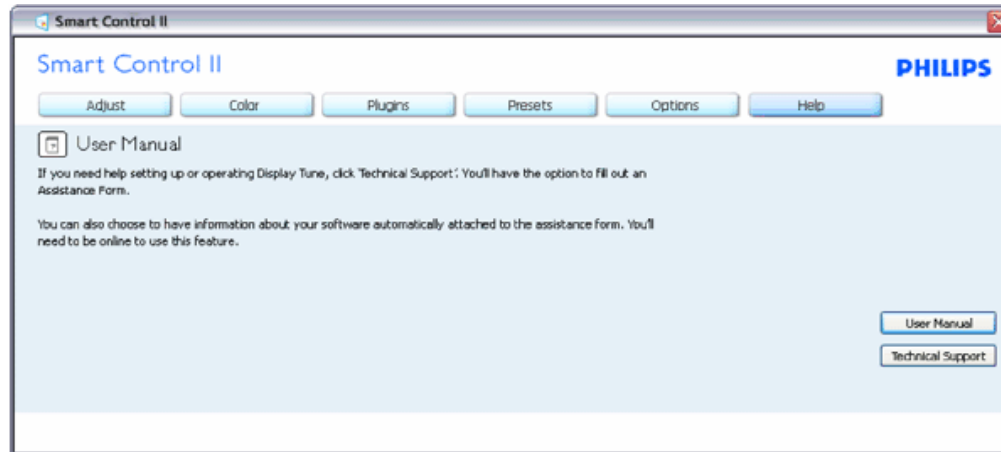 Smart Control II
Smart Control II
PHILIPS
Adjust Color Plugins Presets Options Help
User Manual
If you need help setting up or operating Display Tune, click 'Technical Support'. You'll have the option to fill out an
Assistance Form.
You can also choose to have information about your software automatically attached to the assistance form. You'll
need to be online to use this feature.
User Manual
Technical Support